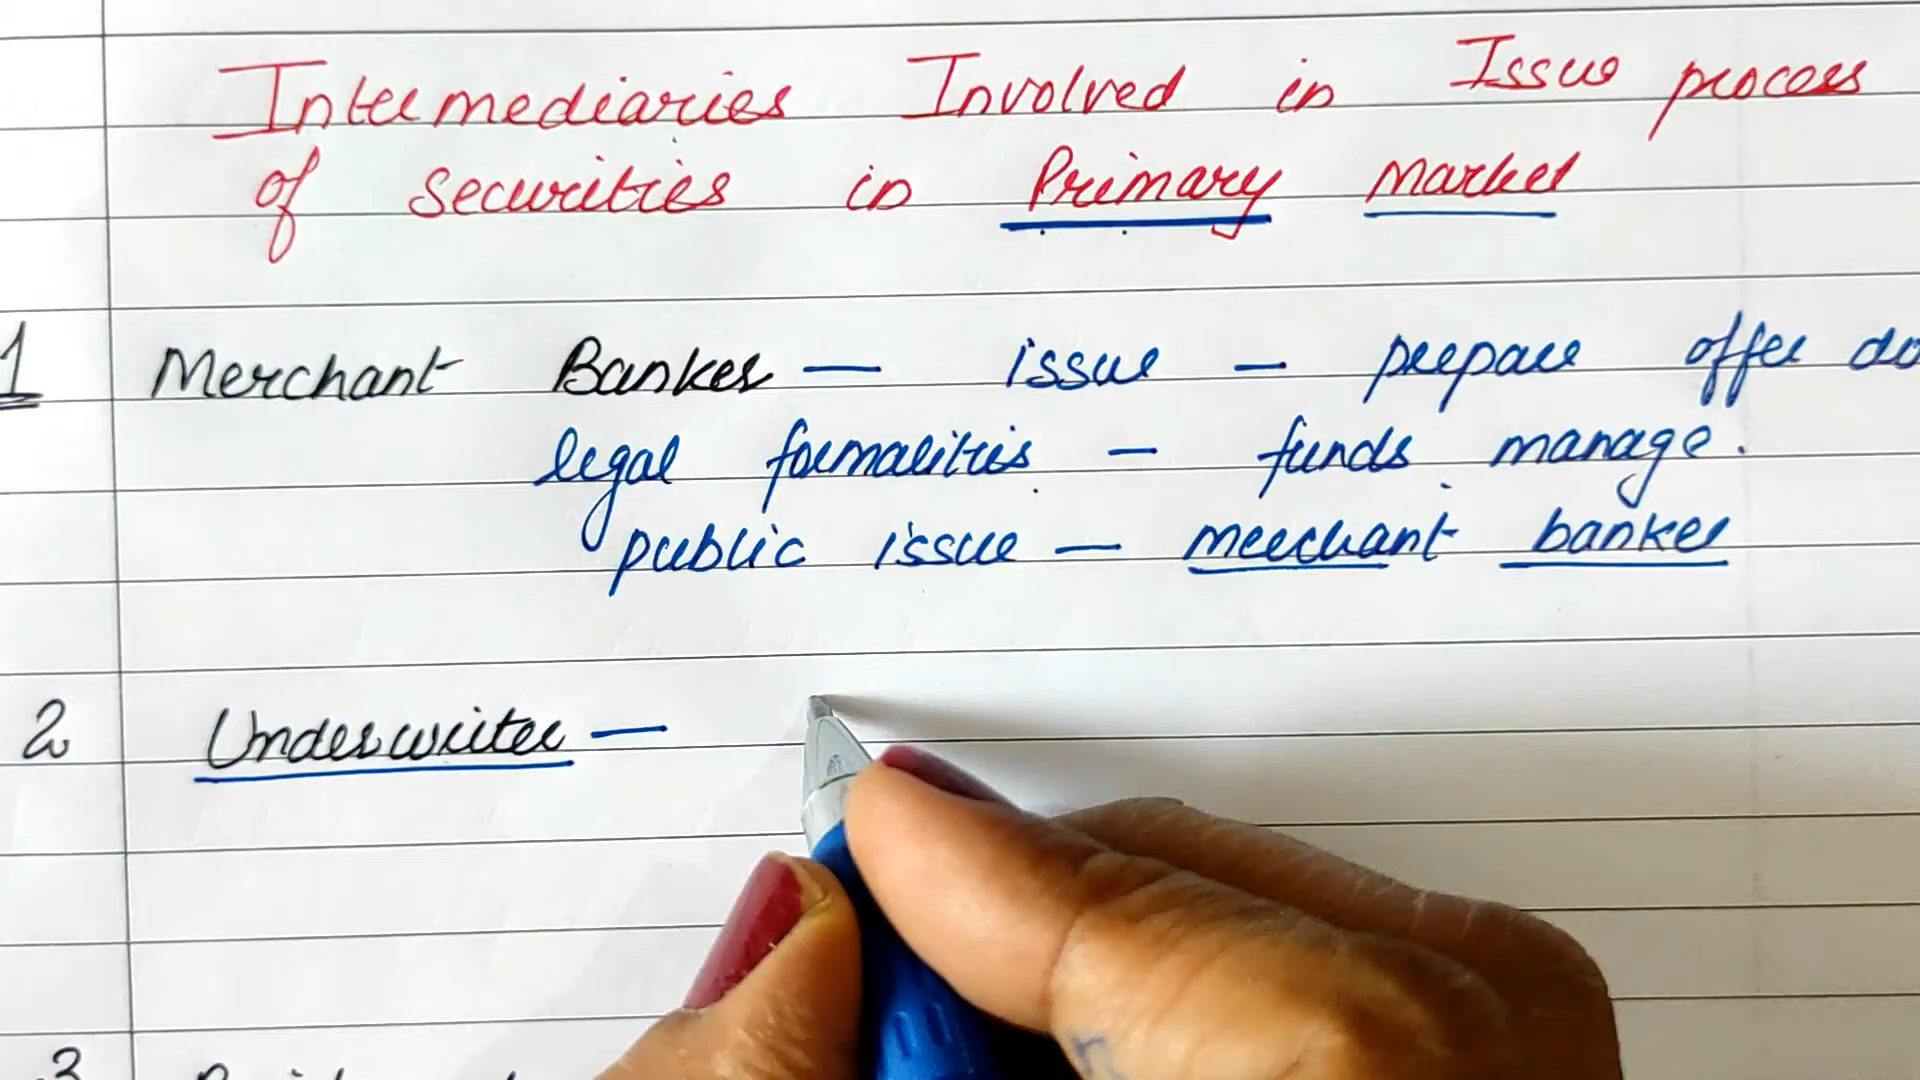 Intermediaries Involved in Issue process
of securities in Primary Market
1 Merchant Banker — issue — prepare offer do
legal formalities — funds manage.
public issue — merchant banker
2 Underwriter —
3